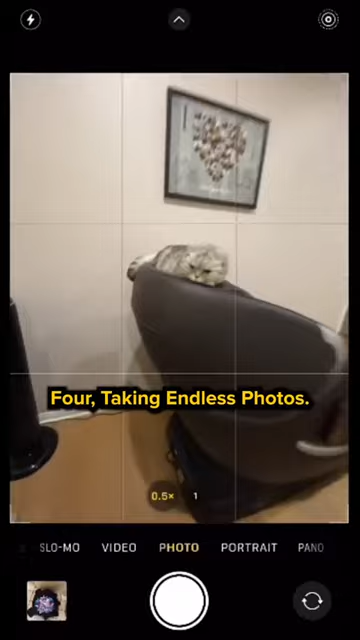 Four, Taking Endless Photos.
0.5×
1
SLO-MO VIDEO PHOTO PORTRAIT PANO